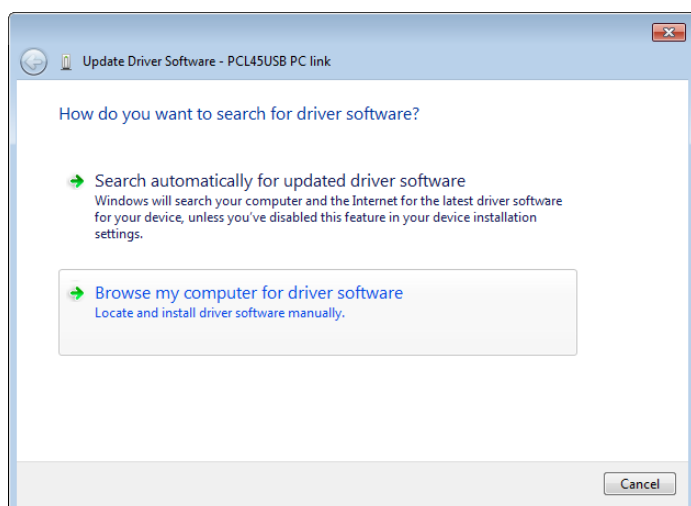 Update Driver Software - PCL45USB PC link
How do you want to search for driver software?
Search automatically for updated driver software
Windows will search your computer and the Internet for the latest driver software
for your device, unless you've disabled this feature in your device installation
settings.
Browse my computer for driver software
Locate and install driver software manually.
Cancel